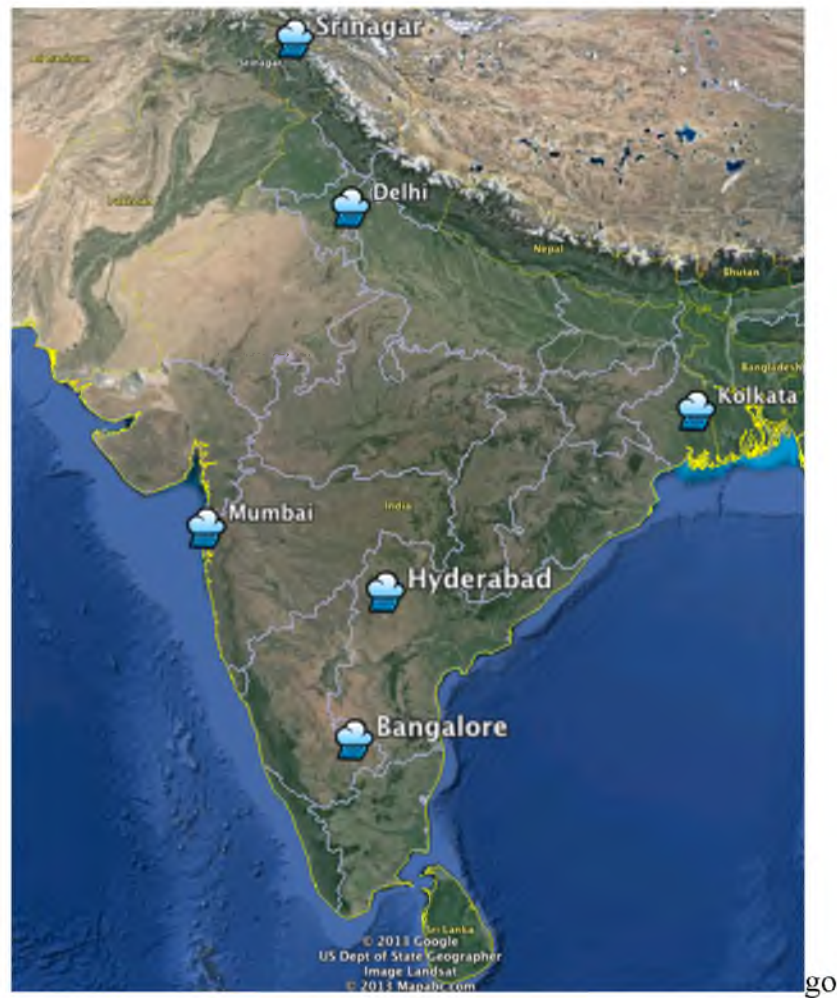 Srinagar
Srinagar
Delhi
Pakistan
Nepal
Bhutan
Bangladesh
Kolkata
India
Mumbai
Hyderabad
Bangalore
Sri Lanka
© 2013 Google
US Dept of State Geographer
Image Landsat
© 2013 Mapabc.com
go